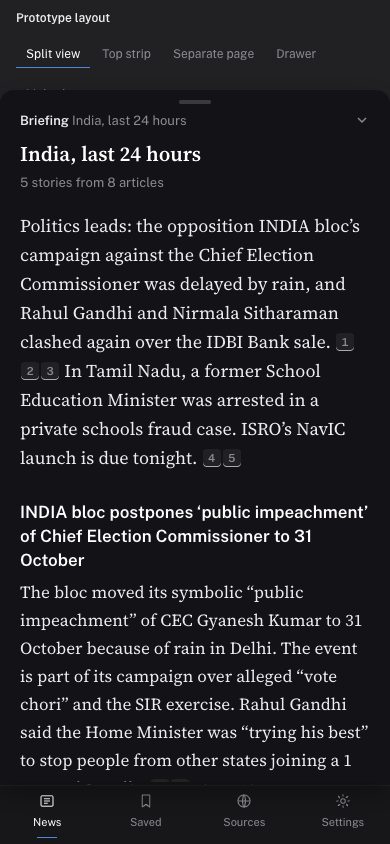 Prototype layout
Split view Top strip Separate page Drawer
Briefing India, last 24 hours
India, last 24 hours
5 stories from 8 articles
Politics leads: the opposition INDIA bloc’s
campaign against the Chief Election
Commissioner was delayed by rain, and
Rahul Gandhi and Nirmala Sitharaman
clashed again over the IDBI Bank sale. 1
2 3 In Tamil Nadu, a former School
Education Minister was arrested in a
private schools fraud case. ISRO’s NavIC
launch is due tonight. 4 5
INDIA bloc postpones ‘public impeachment’
of Chief Election Commissioner to 31
October
The bloc moved its symbolic “public
impeachment” of CEC Gyanesh Kumar to 31
October because of rain in Delhi. The event
is part of its campaign over alleged “vote
chori” and the SIR exercise. Rahul Gandhi
said the Home Minister was “trying his best”
to stop people from other states joining a 1
News Saved Sources Settings